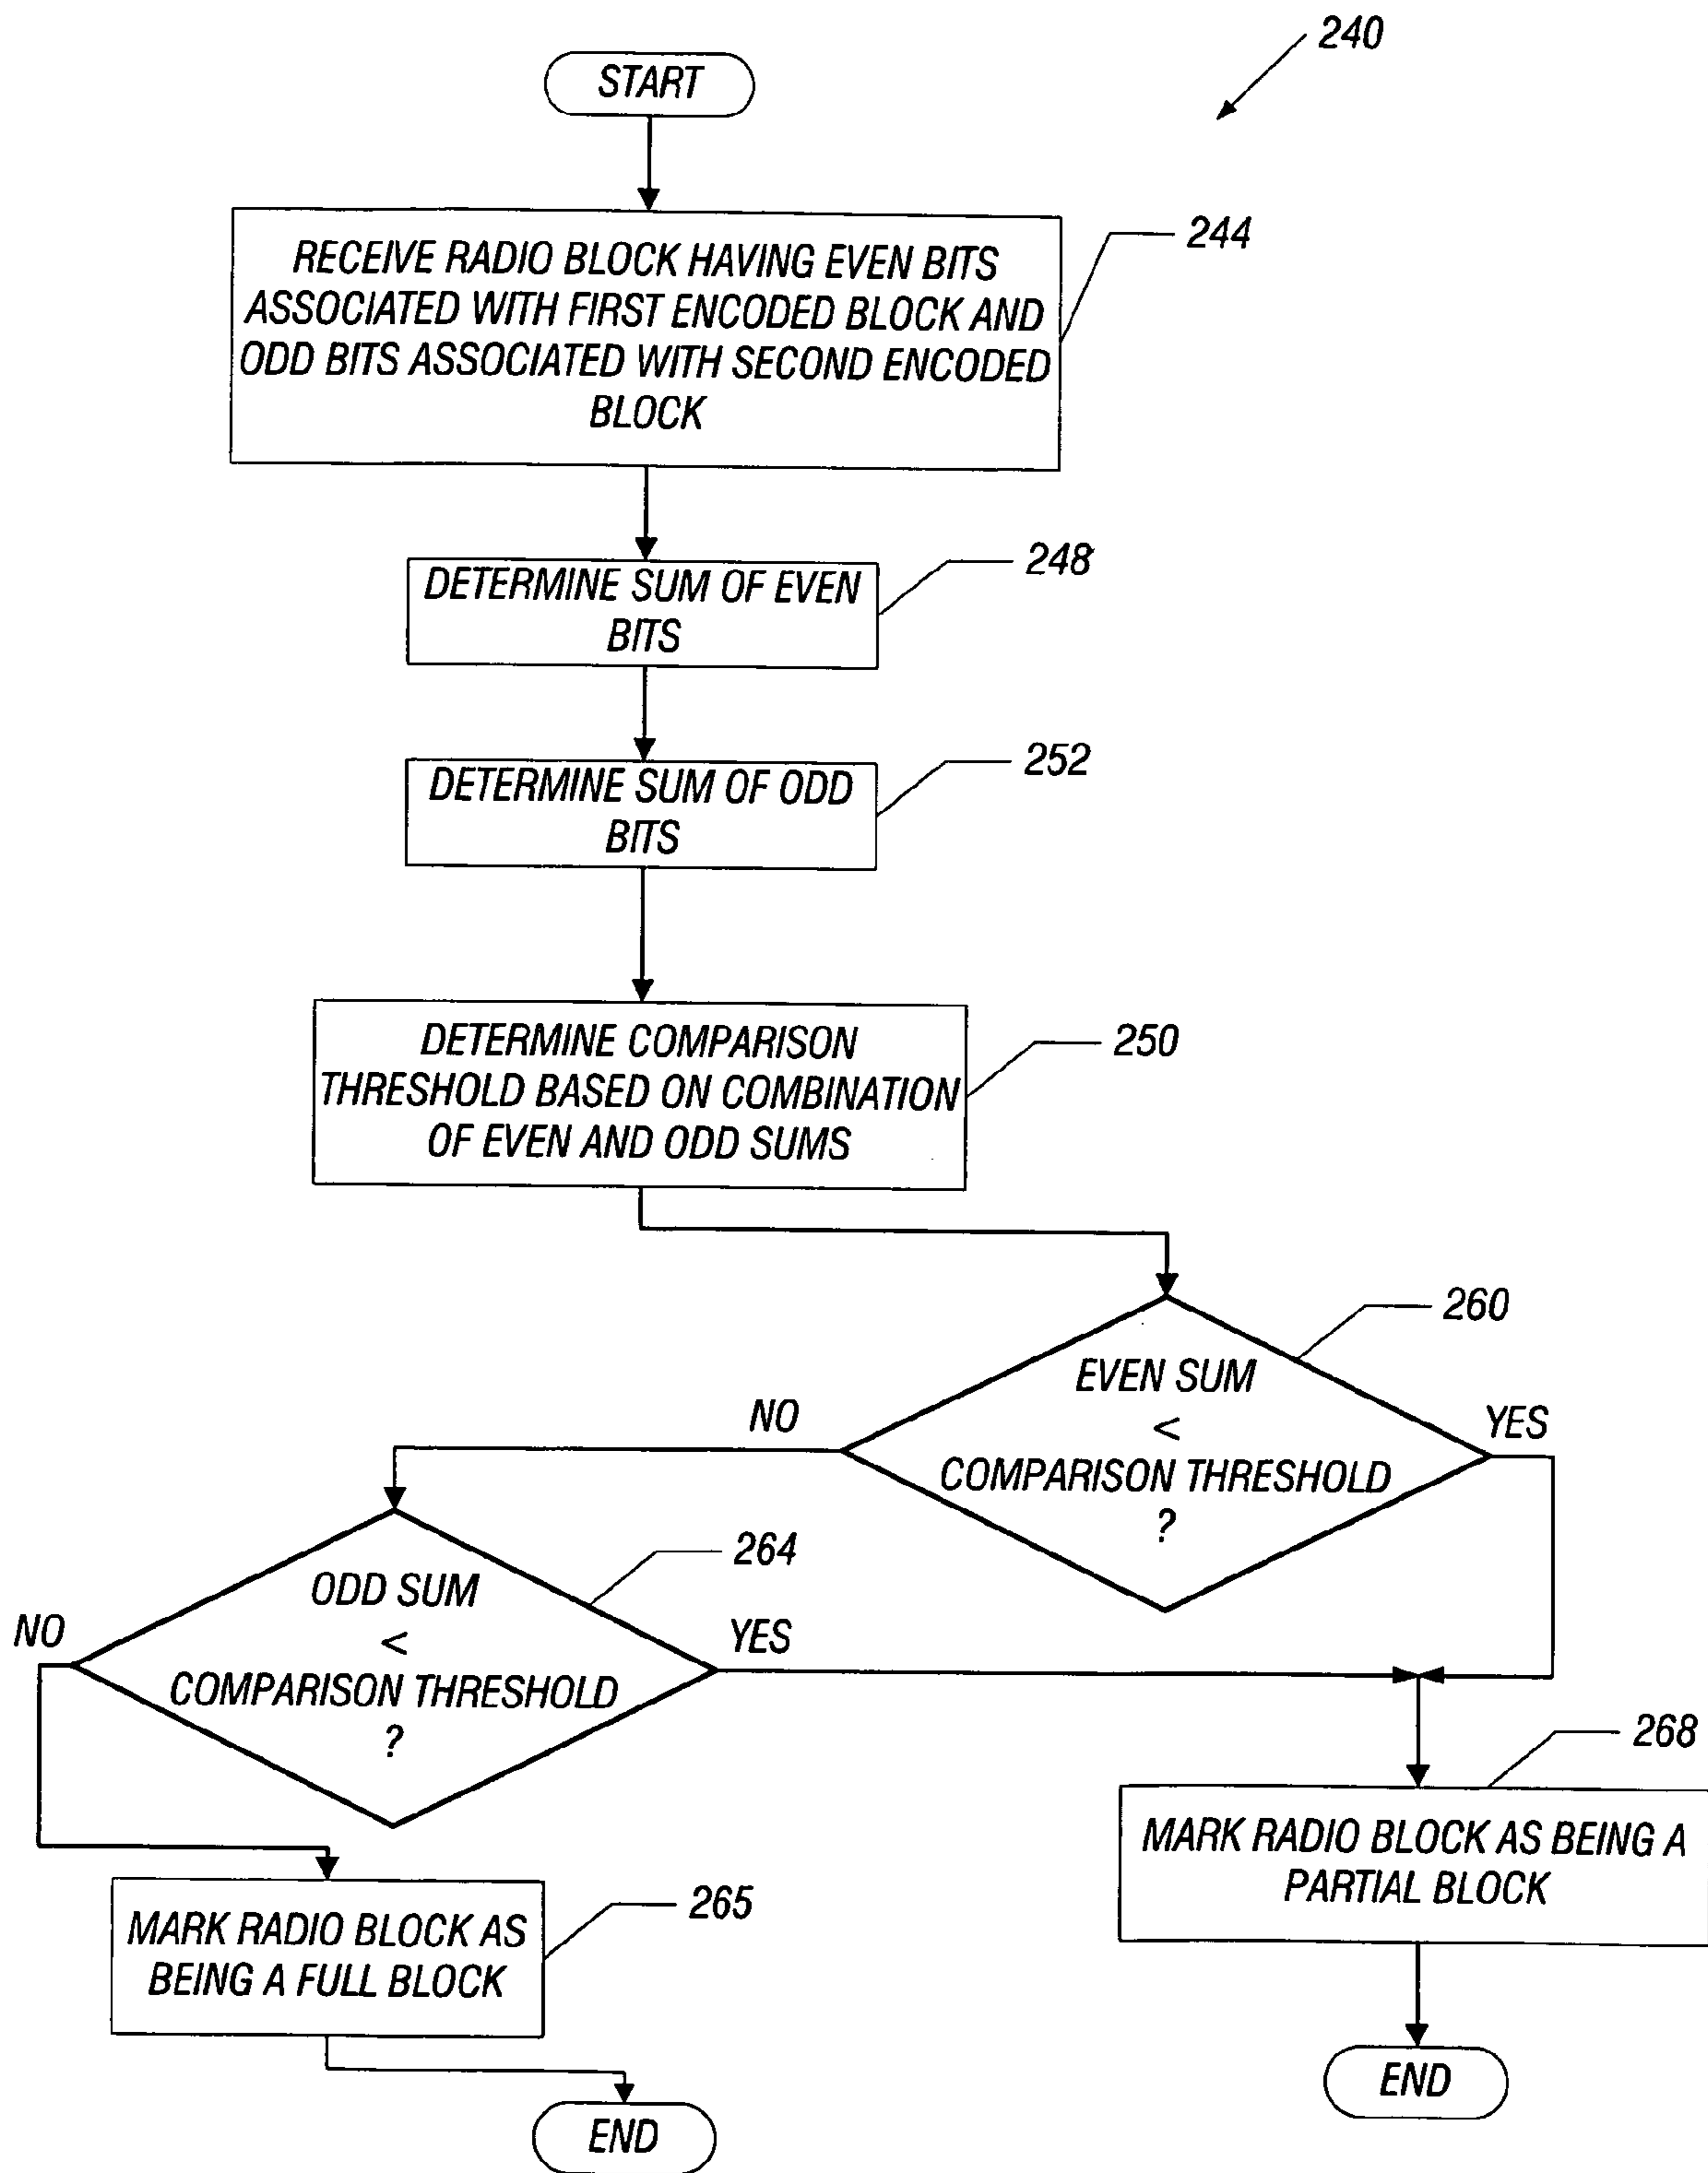 240
START
RECEIVE RADIO BLOCK HAVING EVEN BITS
ASSOCIATED WITH FIRST ENCODED BLOCK AND
ODD BITS ASSOCIATED WITH SECOND ENCODED
BLOCK
244
DETERMINE SUM OF EVEN
BITS
248
DETERMINE SUM OF ODD
BITS
252
DETERMINE COMPARISON
THRESHOLD BASED ON COMBINATION
OF EVEN AND ODD SUMS
250
260
EVEN SUM
<
COMPARISON THRESHOLD
?
NO
YES
264
ODD SUM
<
COMPARISON THRESHOLD
?
NO
YES
268
MARK RADIO BLOCK AS BEING A
PARTIAL BLOCK
265
MARK RADIO BLOCK AS
BEING A FULL BLOCK
END
END